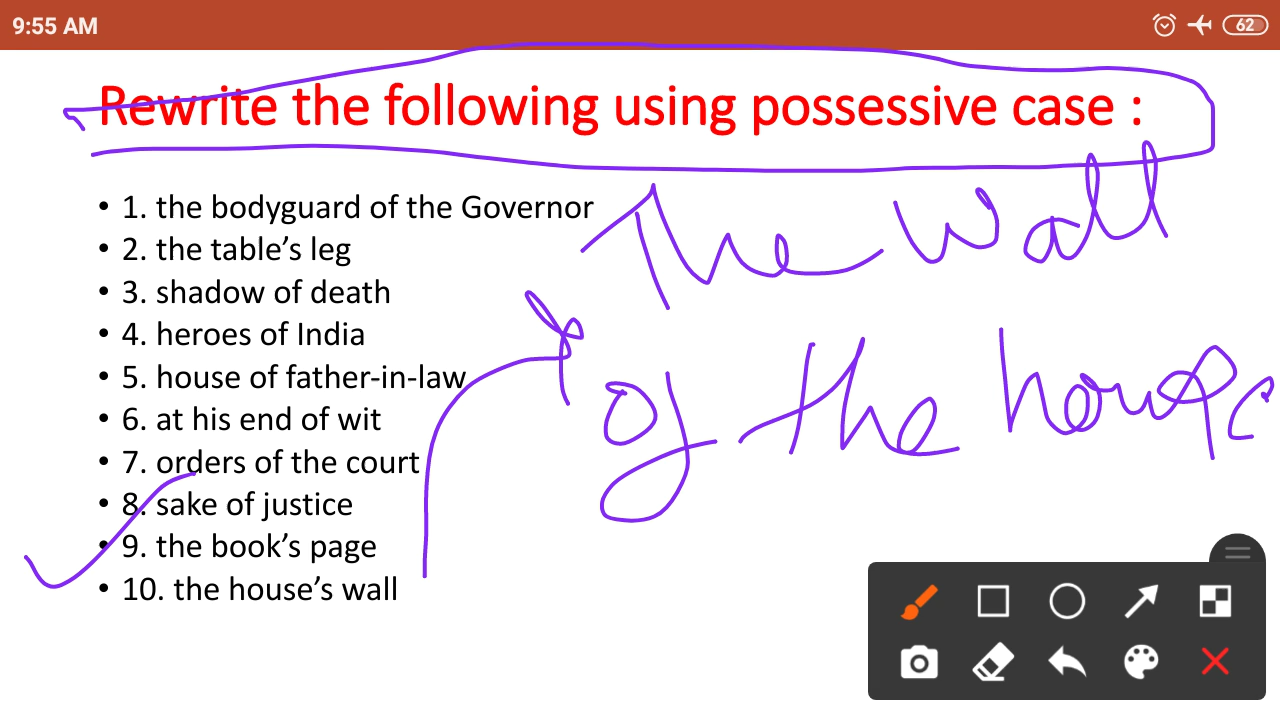 9:55 AM
62
Rewrite the following using possessive case :
• 1. the bodyguard of the Governor
• 2. the table’s leg
• 3. shadow of death
• 4. heroes of India
• 5. house of father-in-law
• 6. at his end of wit
• 7. orders of the court
• 8. sake of justice
• 9. the book’s page
• 10. the house’s wall
The Wall
of the house